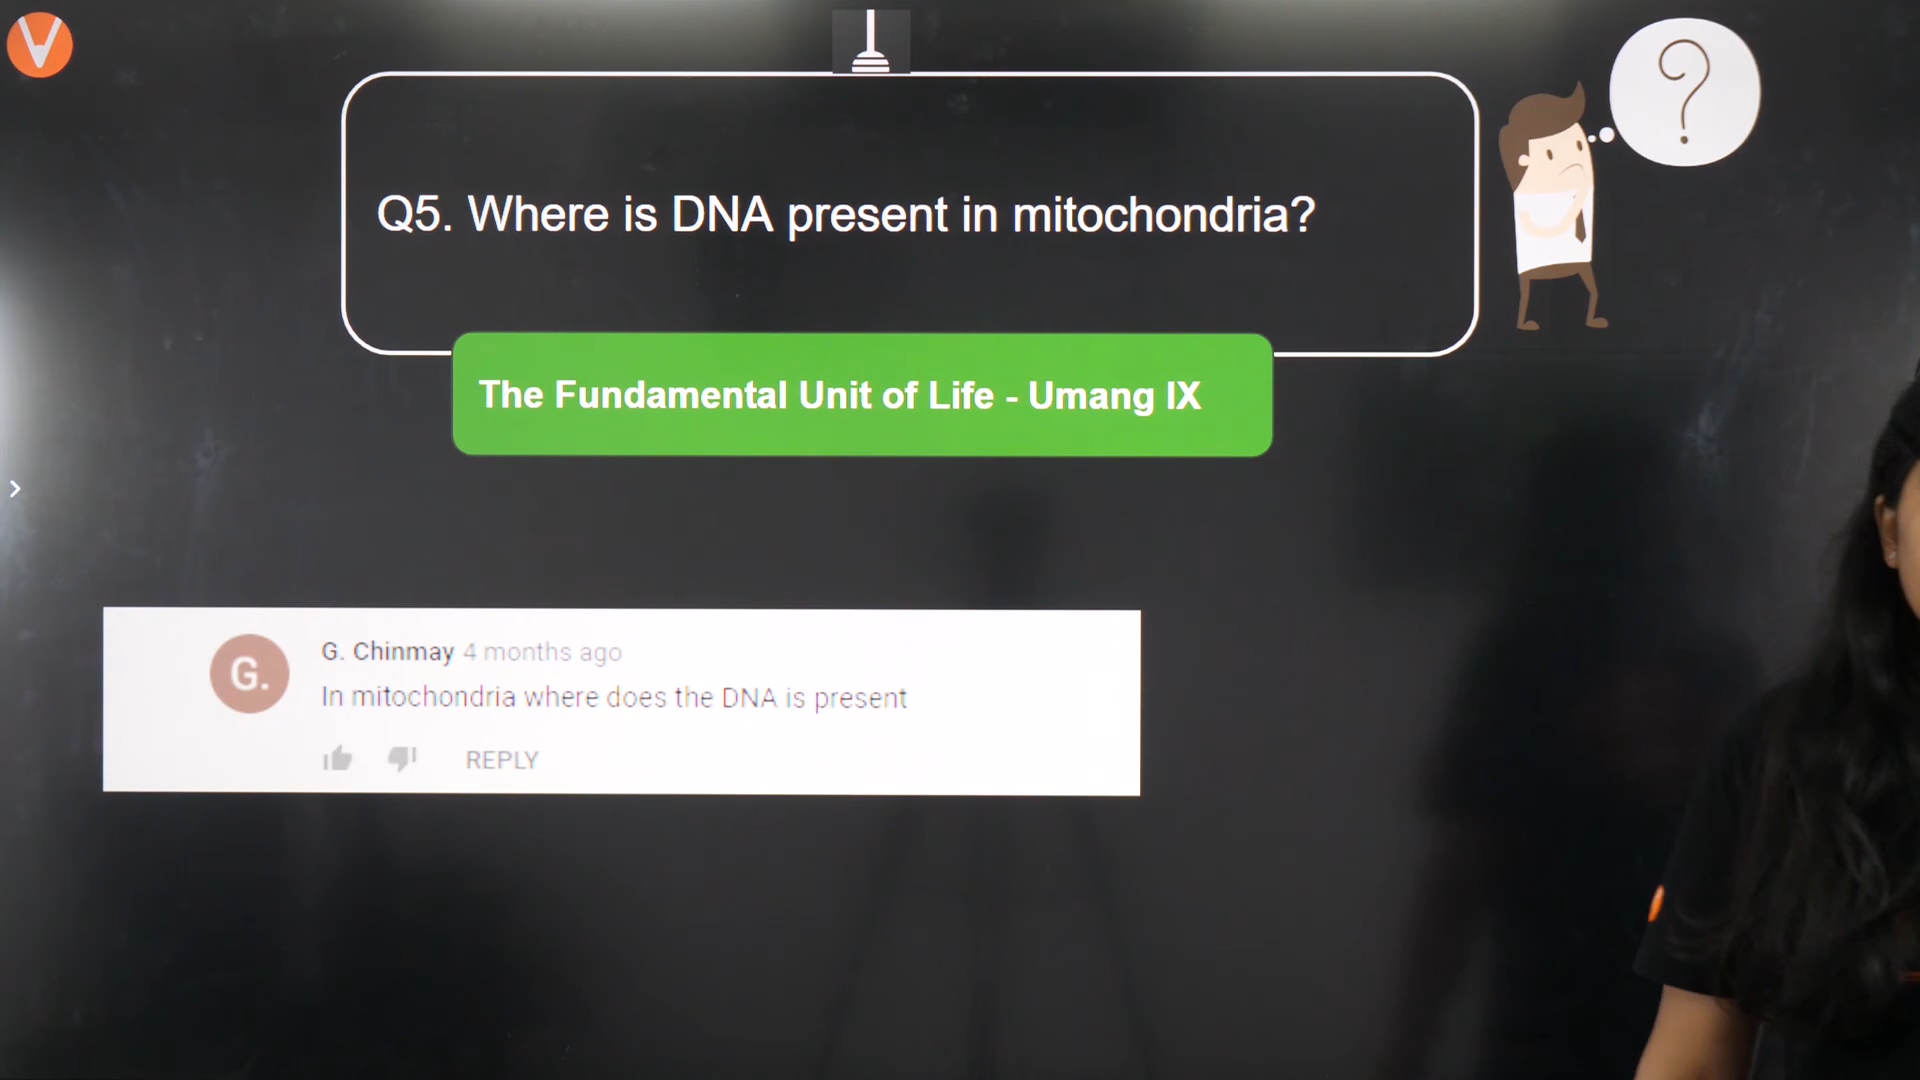 Q5. Where is DNA present in mitochondria?
The Fundamental Unit of Life - Umang IX
G.
G. Chinmay 4 months ago
In mitochondria where does the DNA is present
REPLY